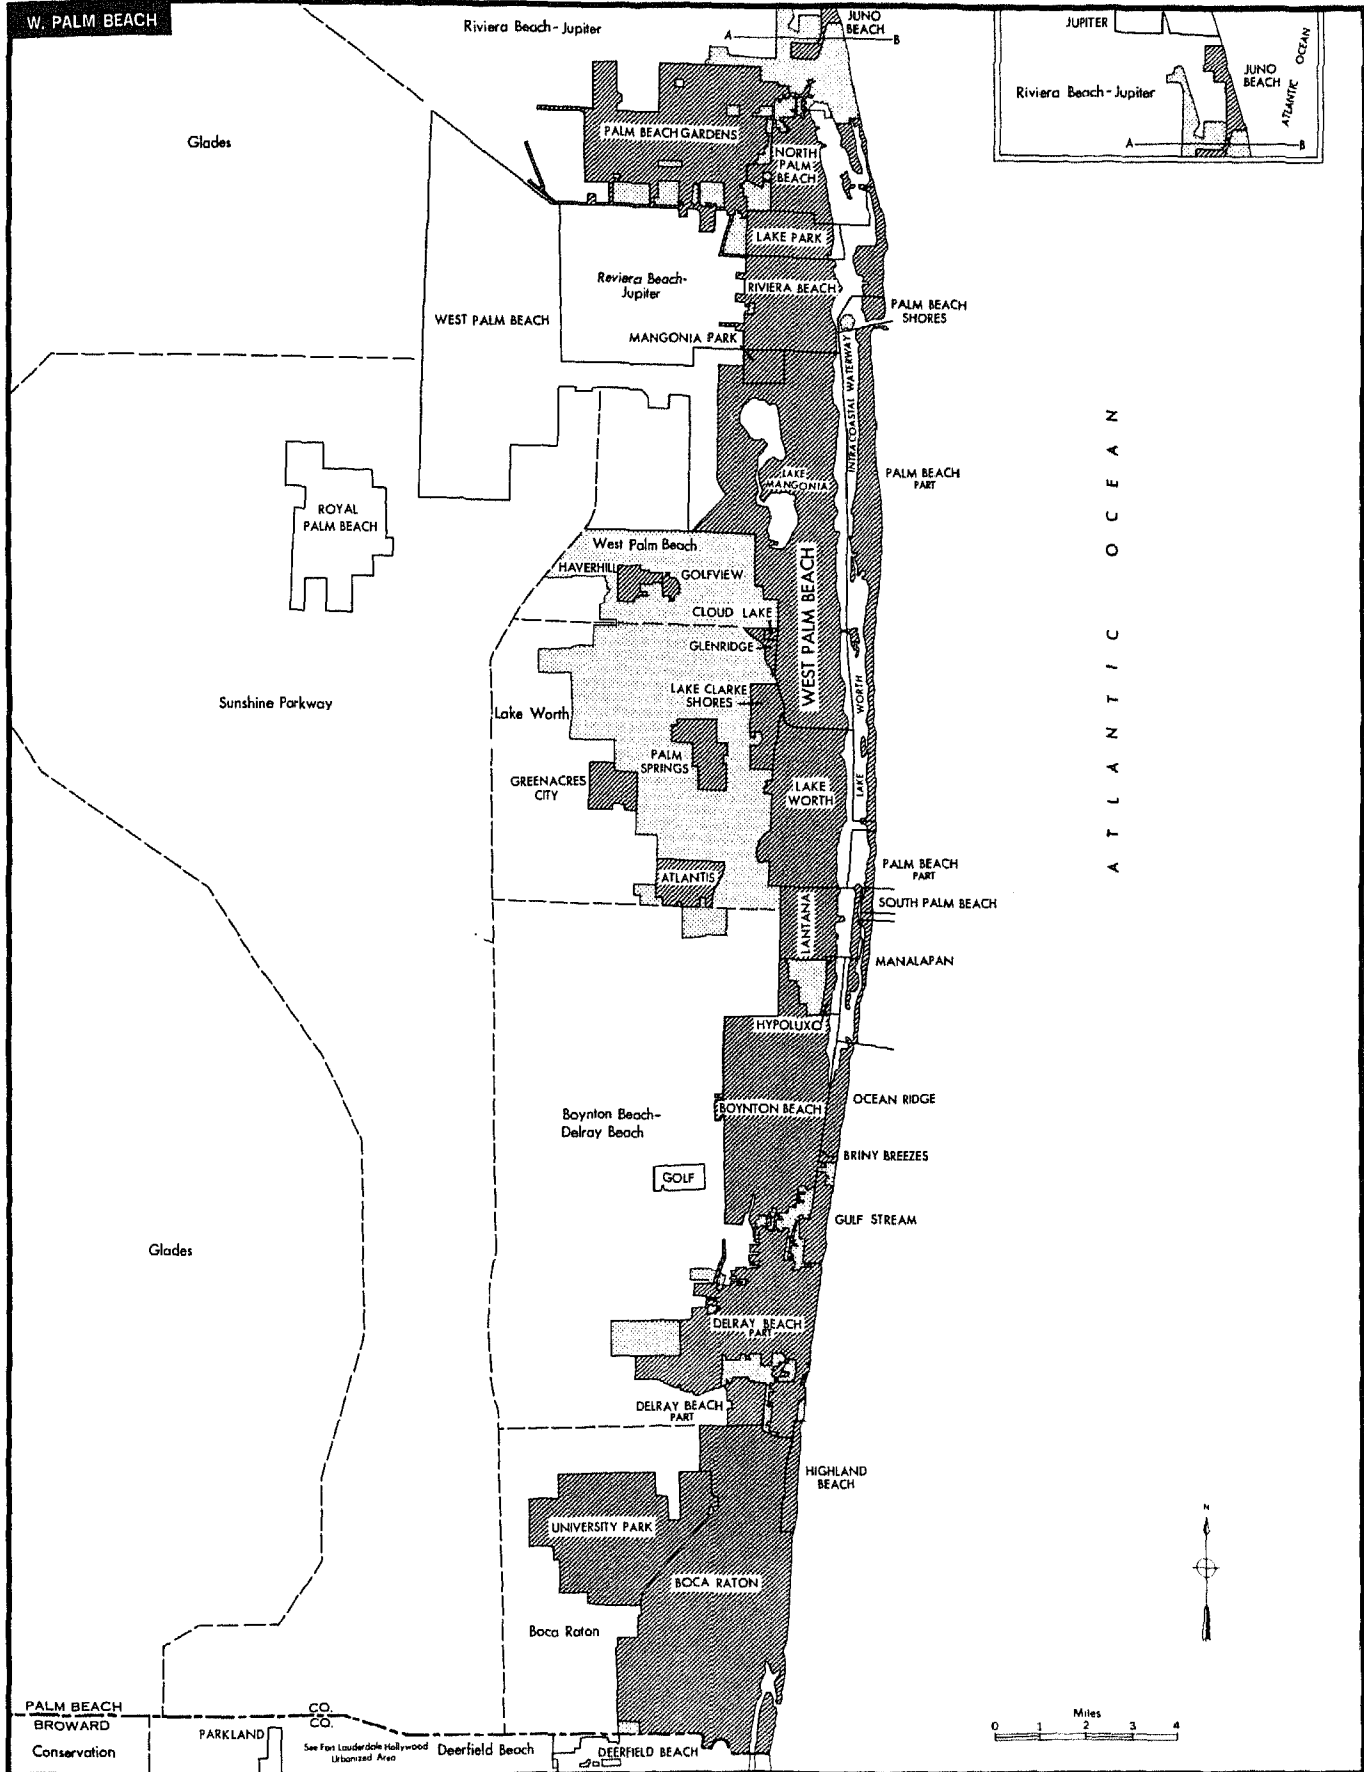 W. PALM BEACH
Riviera Beach-Jupiter
JUNO
BEACH
A
B
JUPITER
Riviera Beach-Jupiter
JUNO
BEACH
ATLANTIC OCEAN
A
B
Glades
PALM BEACH GARDENS
NORTH
PALM
BEACH
LAKE PARK
Reviera Beach-
Jupiter
RIVIERA BEACH
WEST PALM BEACH
MANGONIA PARK
PALM BEACH
SHORES
INTRACOASTAL WATERWAY
ATLANTIC OCEAN
LAKE
MANGONIA
PALM BEACH
PART
ROYAL
PALM BEACH
West Palm Beach
HAVERHILL
GOLFVIEW
WEST PALM BEACH
CLOUD LAKE
GLENRIDGE
LAKE CLARKE
SHORES
Sunshine Parkway
Lake Worth
LAKE WORTH
PALM
SPRINGS
GREENACRES
CITY
LAKE
WORTH
PALM BEACH
PART
ATLANTIS
LANTANA
SOUTH PALM BEACH
MANALAPAN
HYPOLUXO
OCEAN RIDGE
BOYNTON BEACH
Boynton Beach-
Delray Beach
BRINY BREEZES
GOLF
GULF STREAM
Glades
DELRAY BEACH
PART
DELRAY BEACH
PART
HIGHLAND
BEACH
N
UNIVERSITY PARK
BOCA RATON
Boca Raton
PALM BEACH CO.
BROWARD CO.
Conservation
PARKLAND
See Fort Lauderdale Hollywood
Urbanized Area
Deerfield Beach
DEERFIELD BEACH
Miles
0 1 2 3 4